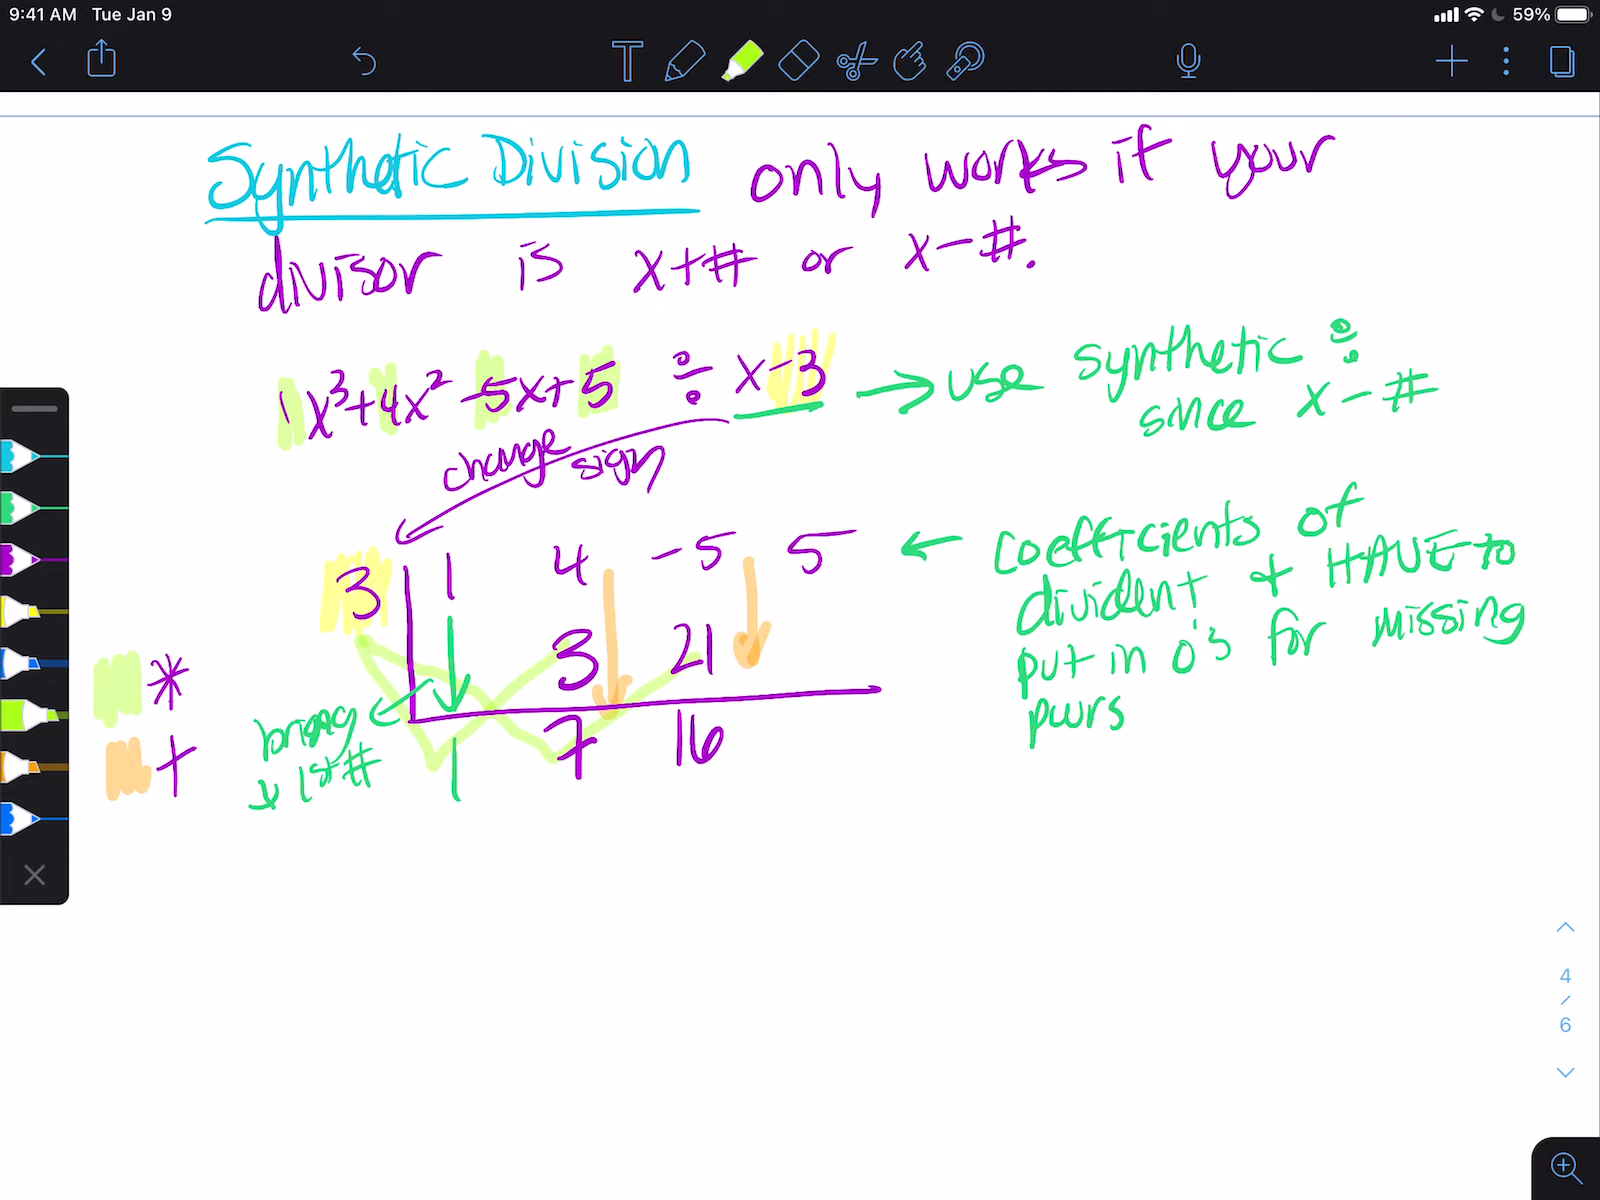 9:41 AM Tue Jan 9
59%
T
Synthetic Division only works if your
divisor is x+# or x-#.
1x³+4x²-5x+5 ÷ x-3 → use synthetic ÷
since x-#
change sign
3 1 4 -5 5 ← coefficients of
divident & HAVE to
put in 0's for missing
pwrs
3 21
*
bring
↓ 1st #
+
1 7 16
4
/
6